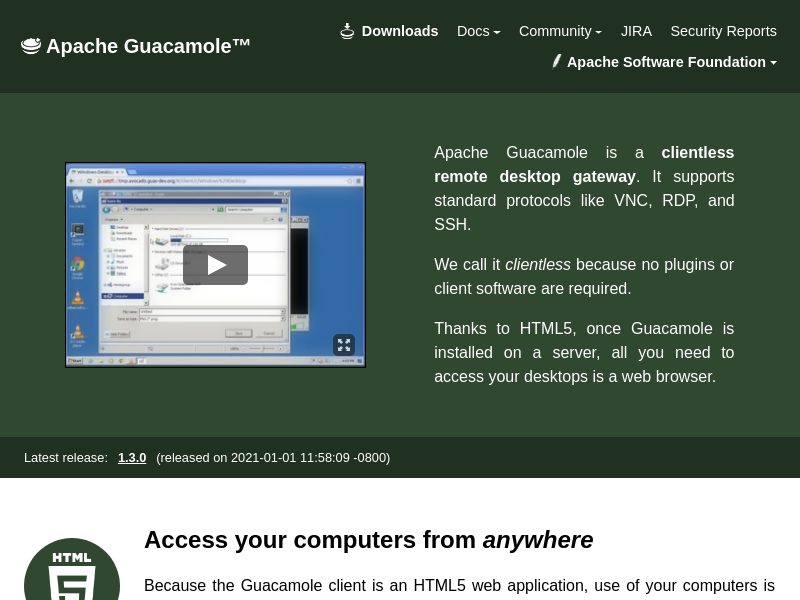 Apache Guacamole™
Downloads Docs Community JIRA Security Reports
Apache Software Foundation
Apache Guacamole is a clientless
remote desktop gateway. It supports
standard protocols like VNC, RDP, and
SSH.
We call it clientless because no plugins or
client software are required.
Thanks to HTML5, once Guacamole is
installed on a server, all you need to
access your desktops is a web browser.
Latest release: 1.3.0 (released on 2021-01-01 11:58:09 -0800)
HTML
Access your computers from anywhere
Because the Guacamole client is an HTML5 web application, use of your computers is